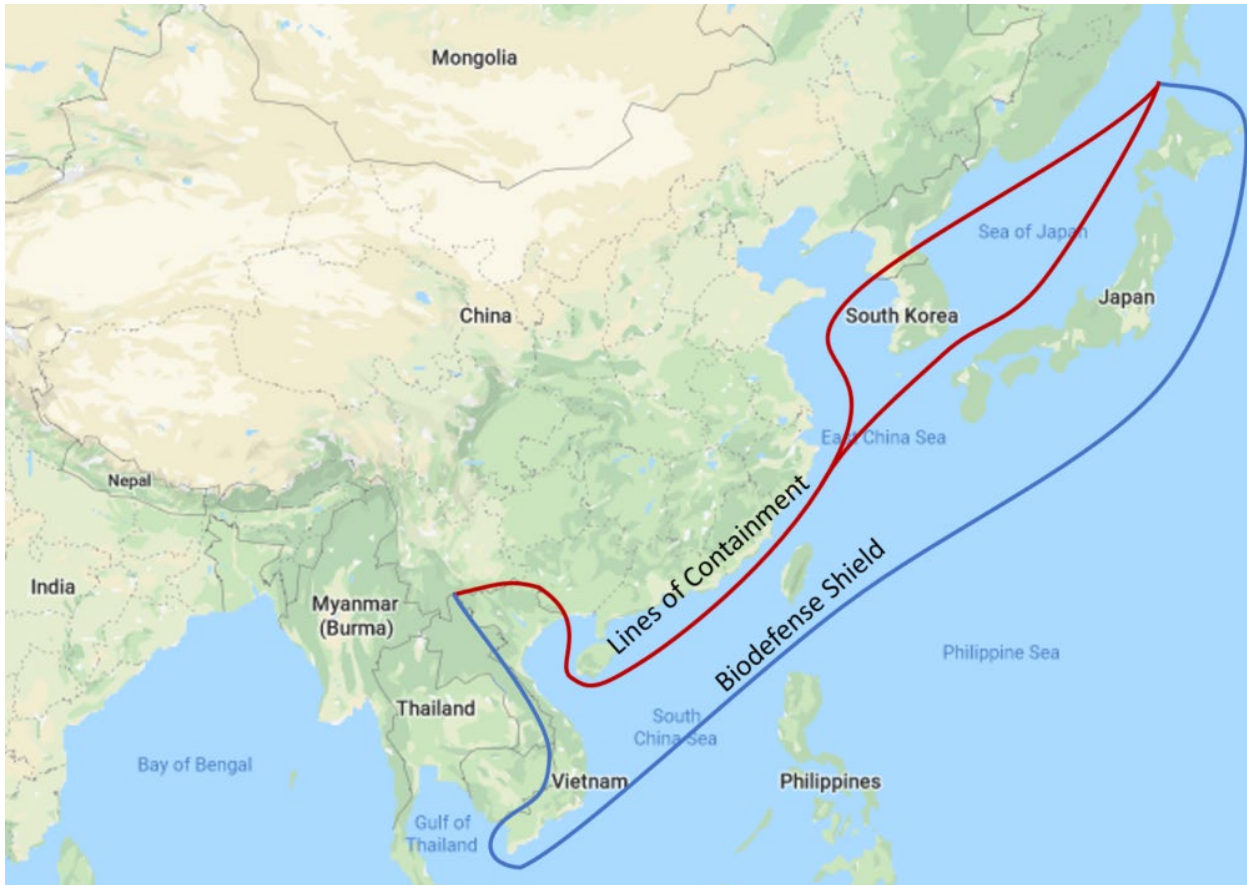 Mongolia
Sea of Japan
Japan
South Korea
China
East China Sea
Nepal
Lines of Containment
Biodefense Shield
India
Myanmar
(Burma)
Philippine Sea
Thailand
South
China Sea
Bay of Bengal
Vietnam
Philippines
Gulf of
Thailand